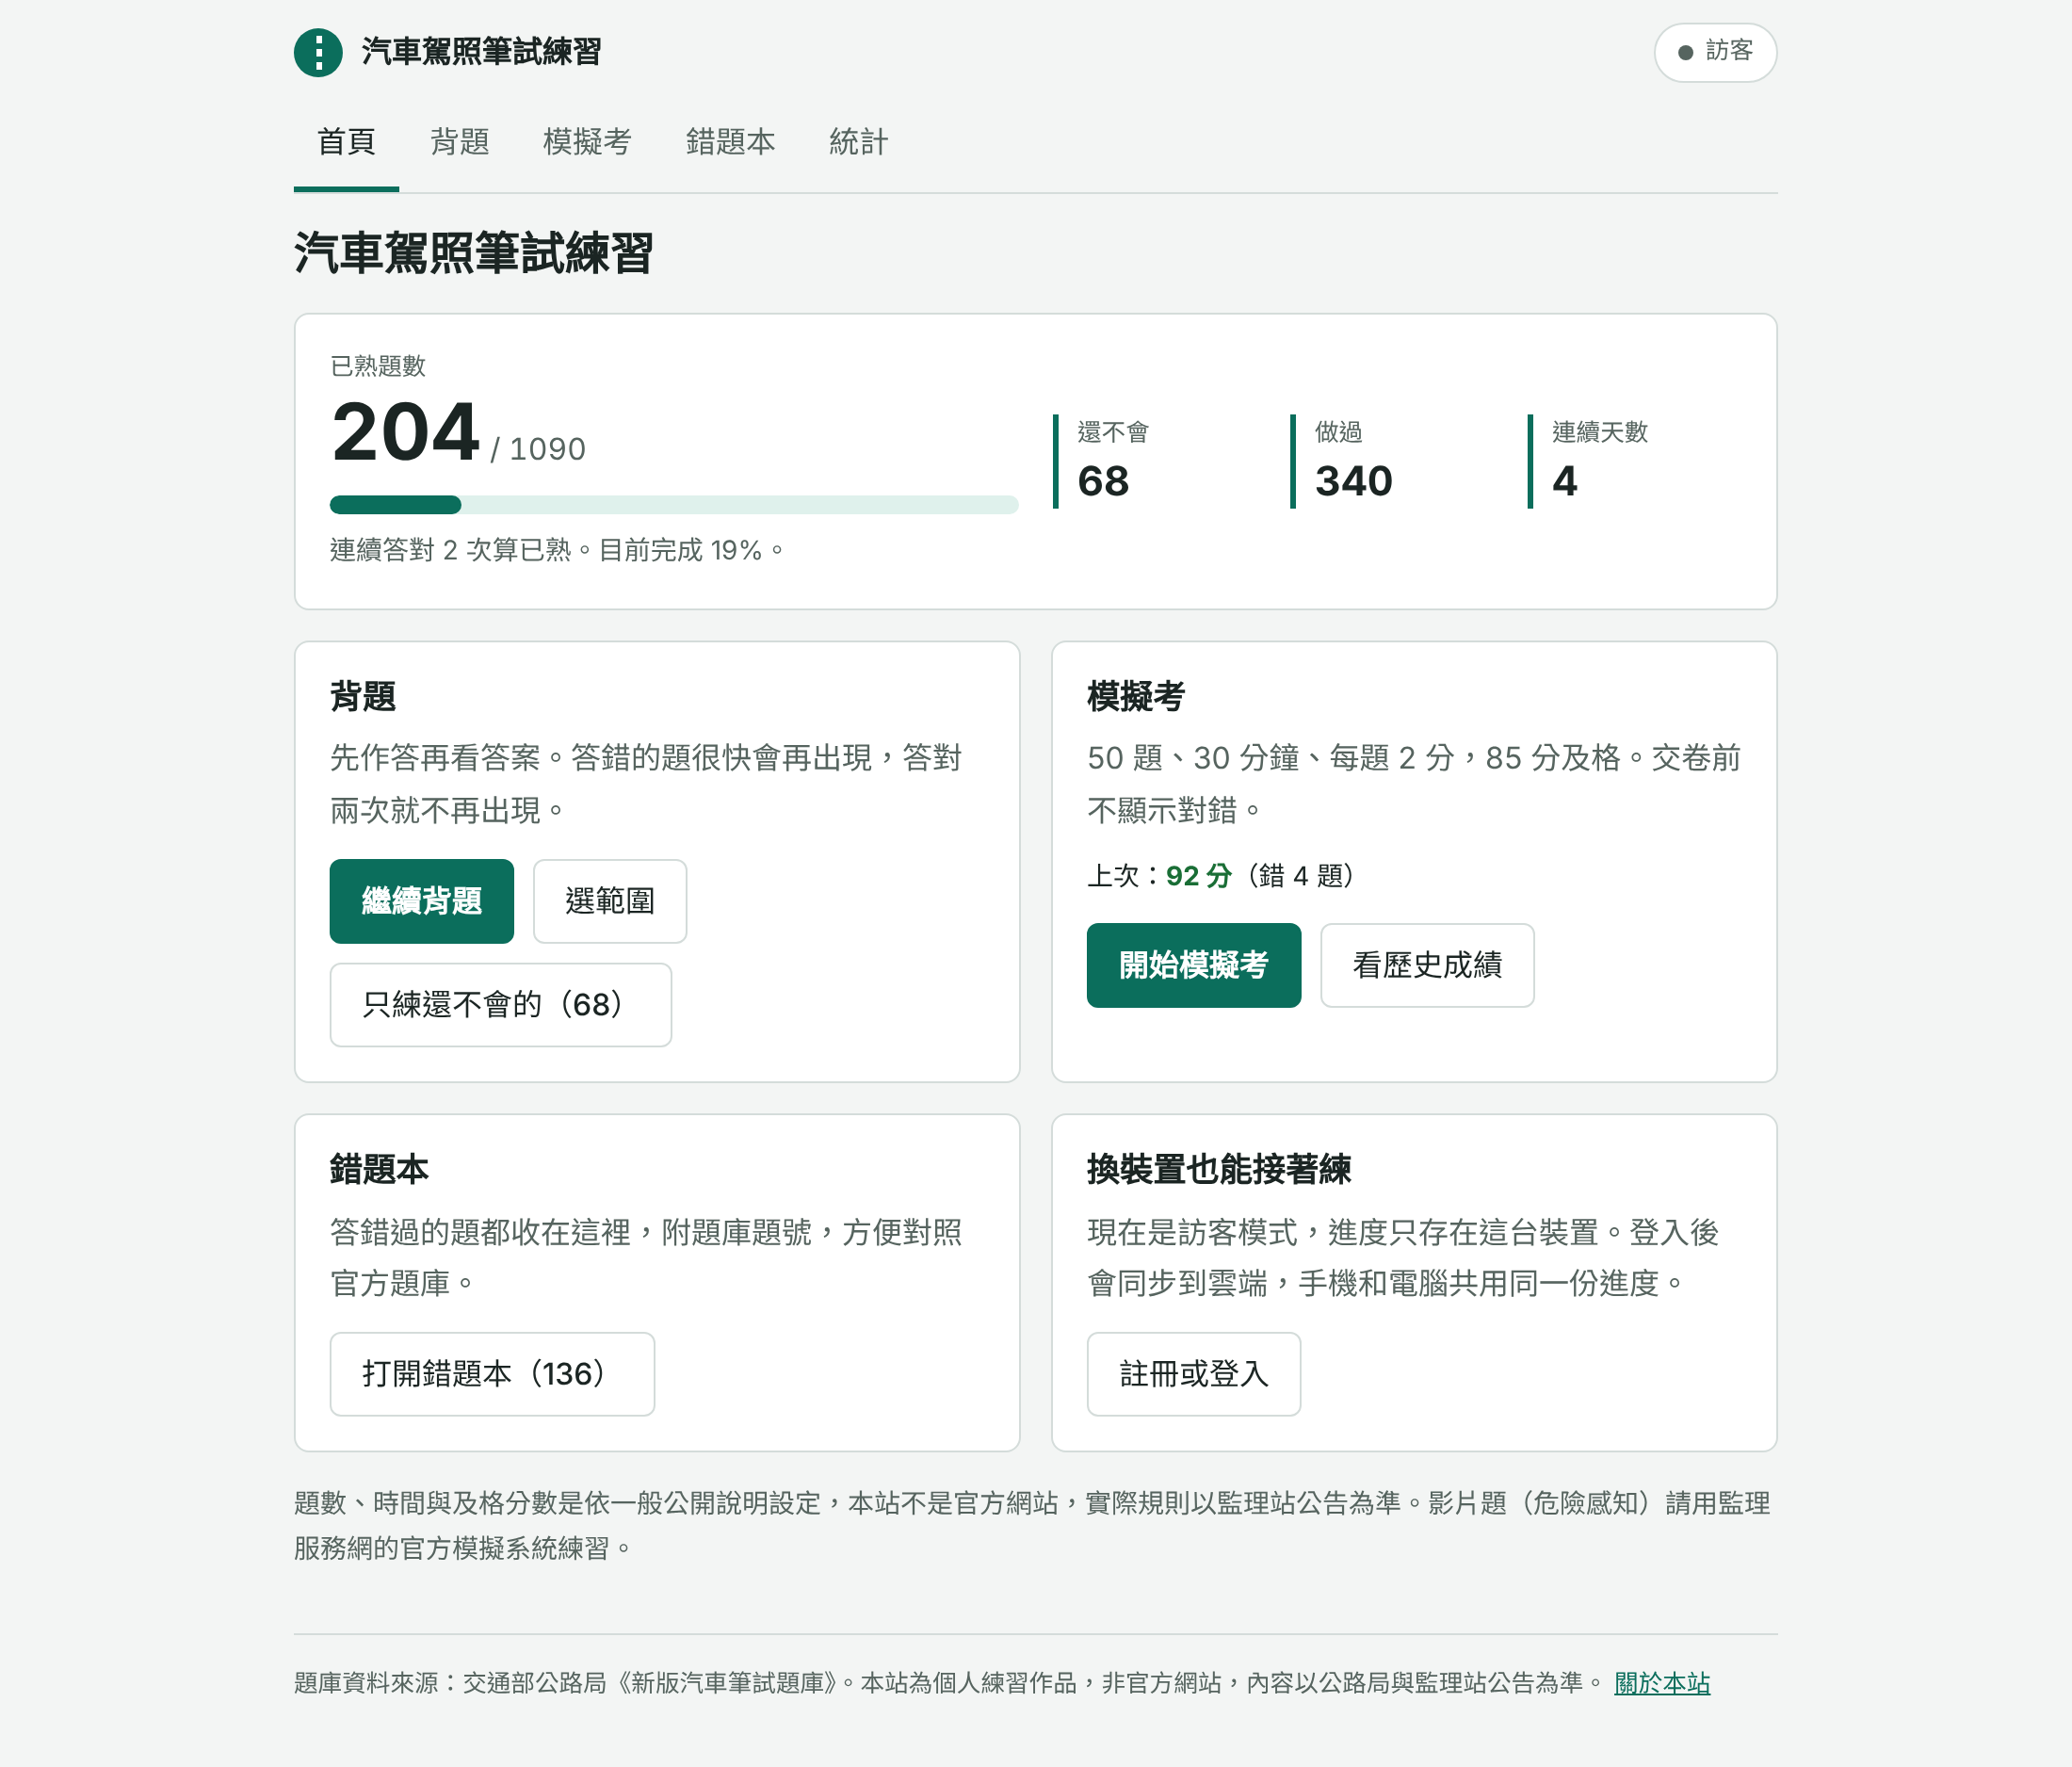 汽車駕照筆試練習
訪客
首頁
背題
模擬考
錯題本
統計
汽車駕照筆試練習
已熟題數
204 / 1090
連續答對 2 次算已熟。目前完成 19%。
還不會
68
做過
340
連續天數
4
背題
先作答再看答案。答錯的題很快會再出現，答對
兩次就不再出現。
繼續背題
選範圍
只練還不會的（68）
模擬考
50 題、30 分鐘、每題 2 分，85 分及格。交卷前
不顯示對錯。
上次：92 分（錯 4 題）
開始模擬考
看歷史成績
錯題本
答錯過的題都收在這裡，附題庫題號，方便對照
官方題庫。
打開錯題本（136）
換裝置也能接著練
現在是訪客模式，進度只存在這台裝置。登入後
會同步到雲端，手機和電腦共用同一份進度。
註冊或登入
題數、時間與及格分數是依一般公開說明設定，本站不是官方網站，實際規則以監理站公告為準。影片題（危險感知）請用監理
服務網的官方模擬系統練習。
題庫資料來源：交通部公路局《新版汽車筆試題庫》。本站為個人練習作品，非官方網站，內容以公路局與監理站公告為準。 關於本站